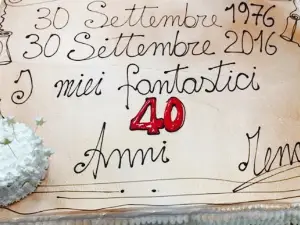 30 Settembre 1976
30 Settembre 2016
I miei fantastici
40
Anni